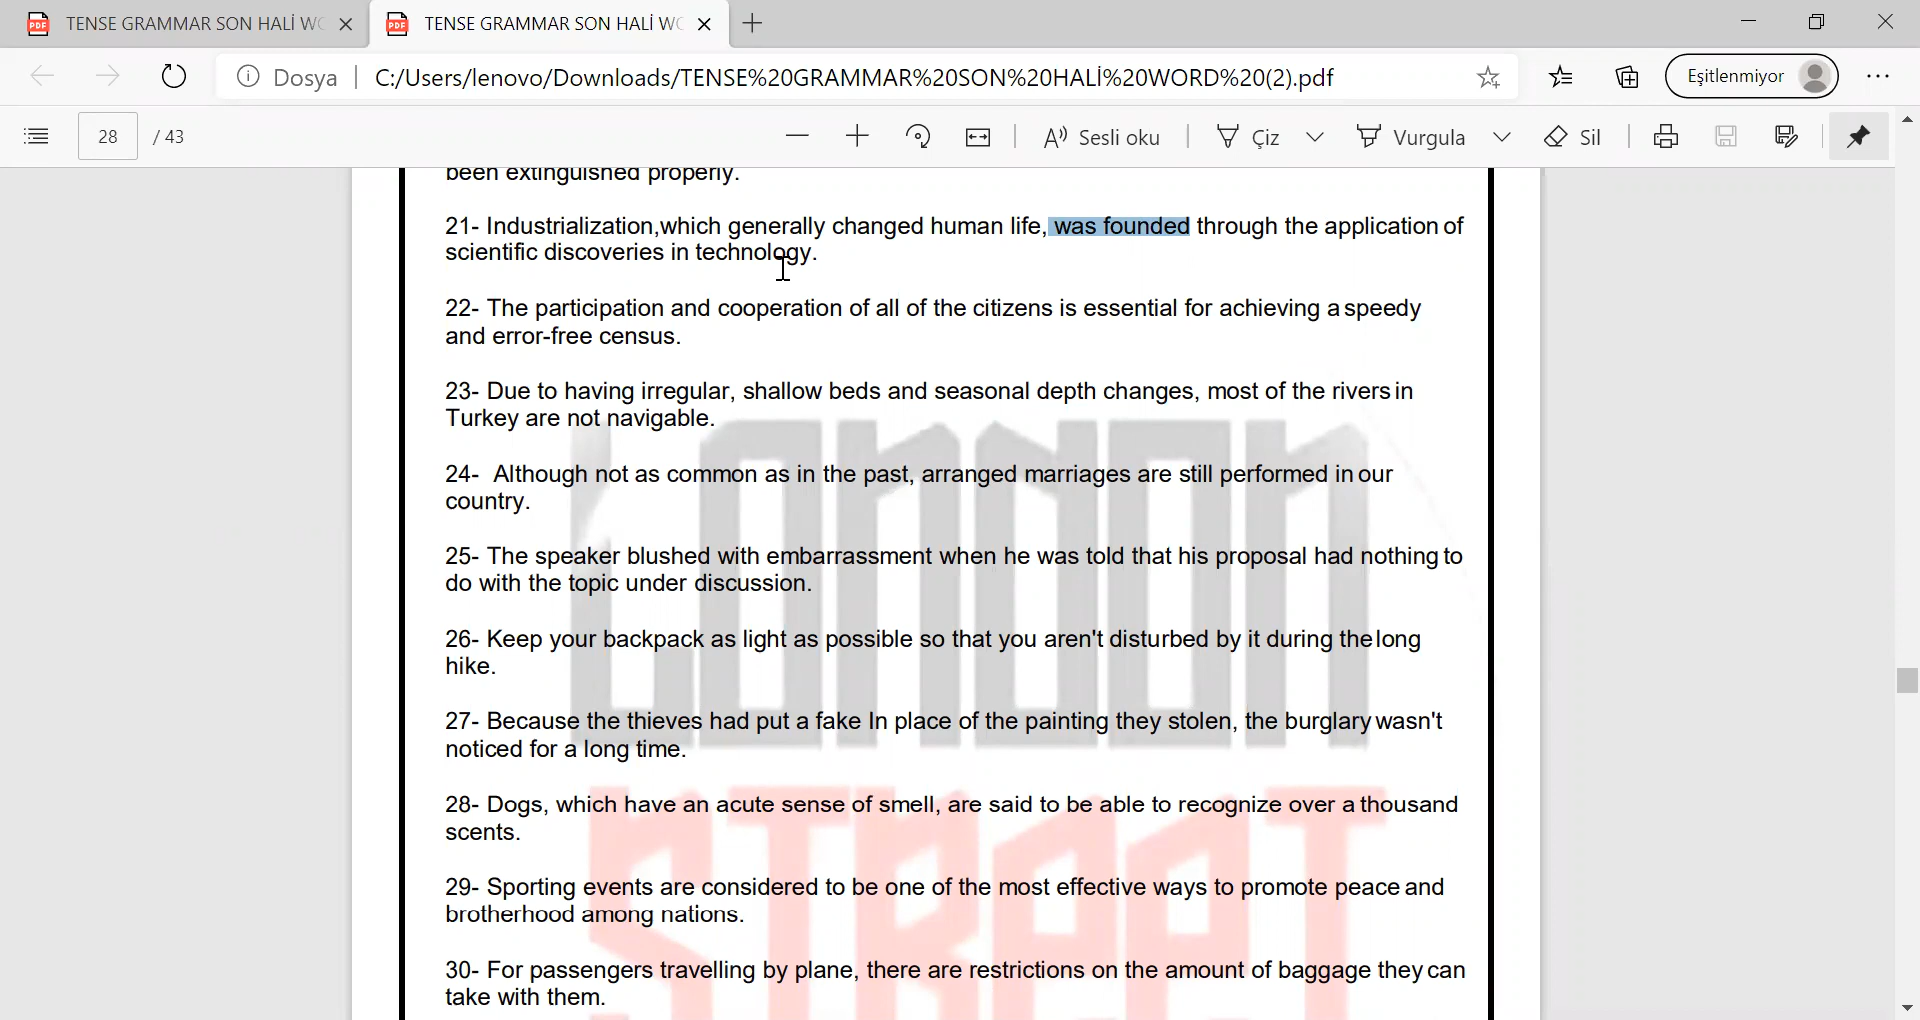 TENSE GRAMMAR SON HALİ WO
TENSE GRAMMAR SON HALİ WO
Dosya
C:/Users/lenovo/Downloads/TENSE%20GRAMMAR%20SON%20HALİ%20WORD%20(2).pdf
Eşitlenmiyor
28 / 43
Sesli oku
Çiz
Vurgula
Sil
been extinguished properly.
21- Industrialization,which generally changed human life, was founded through the application of
scientific discoveries in technology.
22- The participation and cooperation of all of the citizens is essential for achieving a speedy
and error-free census.
23- Due to having irregular, shallow beds and seasonal depth changes, most of the rivers in
Turkey are not navigable.
24- Although not as common as in the past, arranged marriages are still performed in our
country.
25- The speaker blushed with embarrassment when he was told that his proposal had nothing to
do with the topic under discussion.
26- Keep your backpack as light as possible so that you aren't disturbed by it during the long
hike.
27- Because the thieves had put a fake In place of the painting they stolen, the burglary wasn't
noticed for a long time.
28- Dogs, which have an acute sense of smell, are said to be able to recognize over a thousand
scents.
29- Sporting events are considered to be one of the most effective ways to promote peace and
brotherhood among nations.
30- For passengers travelling by plane, there are restrictions on the amount of baggage they can
take with them.
LONDON
STREET